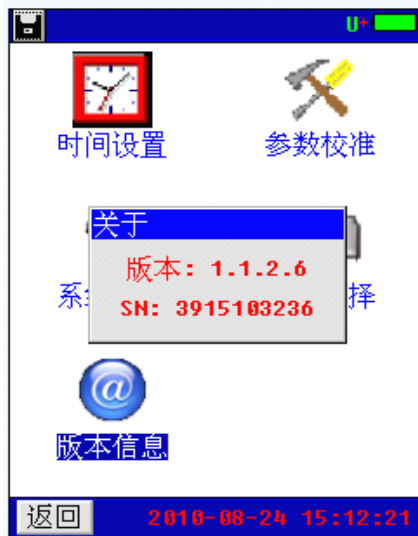 U+
时间设置 参数校准
关于
版本: 1.1.2.6
SN: 3915103236
系 择
版本信息
返回 2010-08-24 15:12:21